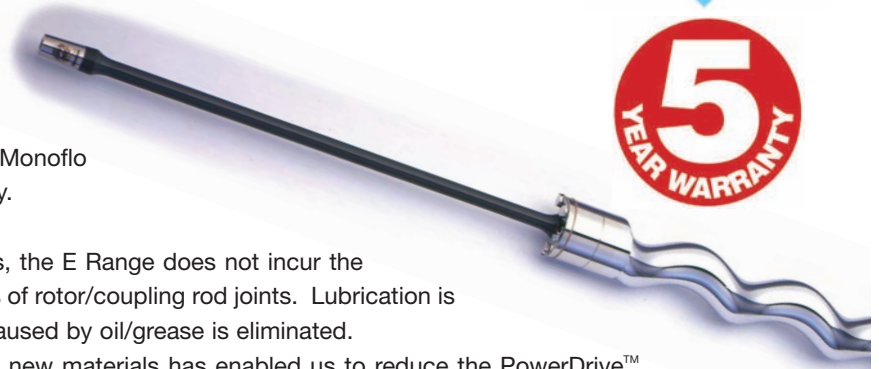 5
YEAR WARRANTY
Monoflo
y.
s, the E Range does not incur the
of rotor/coupling rod joints. Lubrication is
aused by oil/grease is eliminated.
new materials has enabled us to reduce the PowerDrive™